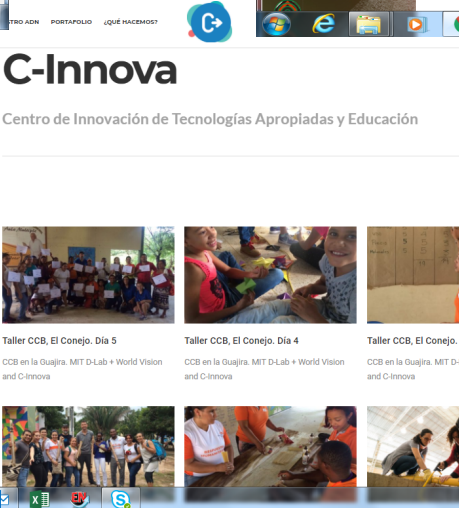 TRO ADN PORTAFOLIO ¿QUÉ HACEMOS?
C-Innova
Centro de Innovación de Tecnologías Apropiadas y Educación
Taller CCB, El Conejo. Día 5
CCB en la Guajira. MIT D-Lab + World Vision
and C-Innova
Taller CCB, El Conejo. Día 4
CCB en la Guajira. MIT D-Lab + World Vision
and C-Innova
Taller CCB, El Conejo.
CCB en la Guajira. MIT D-
and C-Innova